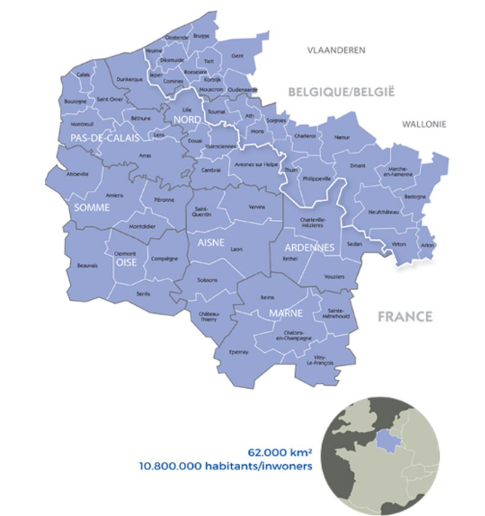 Oostende
Brugge
VLAANDEREN
Veurne
Diksmuide
Tielt
Gent
Calais
Dunkerque
Ieper
Roeselare
Kortrijk
Comines
Mouscron
Oudenaarde
BELGIQUE/BELGIË
Boulogne
Saint Omer
Lille
Tournai
Ath
Soignies
WALLONIE
Montreuil
Béthune
NORD
Mons
Charleroi
Namur
PAS-DE-CALAIS
Lens
Douai
Valenciennes
Arras
Cambrai
Avesnes sur Helpe
Thuin
Philippeville
Dinant
Marche-
en-Famenne
Abbeville
Bastogne
SOMME
Amiens
Péronne
Saint-
Quentin
Vervins
Neufchâteau
Montdidier
Charleville-
Mézières
AISNE
Laon
ARDENNES
Sedan
Virton
Arlon
Beauvais
Clermont
OISE
Compiègne
Rethel
Soissons
Vouziers
Senlis
Reims
Château-
Thierry
MARNE
Sainte-
Ménehould
FRANCE
Epernay
Chalons-
en-Champagne
Vitry-
Le-François
62.000 km²
10.800.000 habitants/inwoners